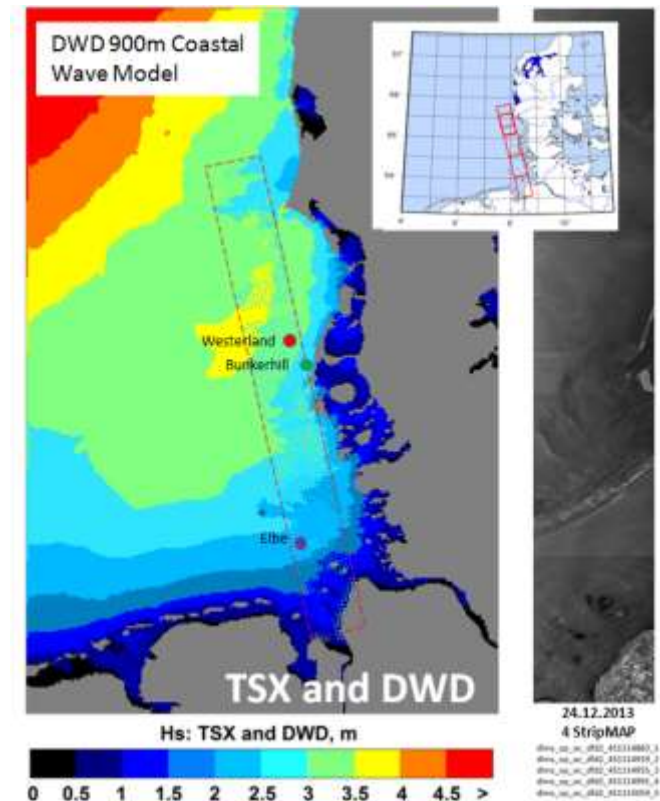 DWD 900m Coastal
Wave Model
Westerland
Bunkerhill
Elbe
TSX and DWD
24.12.2013
4 StripMAP
Hs: TSX and DWD, m
0 0.5 1 1.5 2 2.5 3 3.5 4 4.5 >